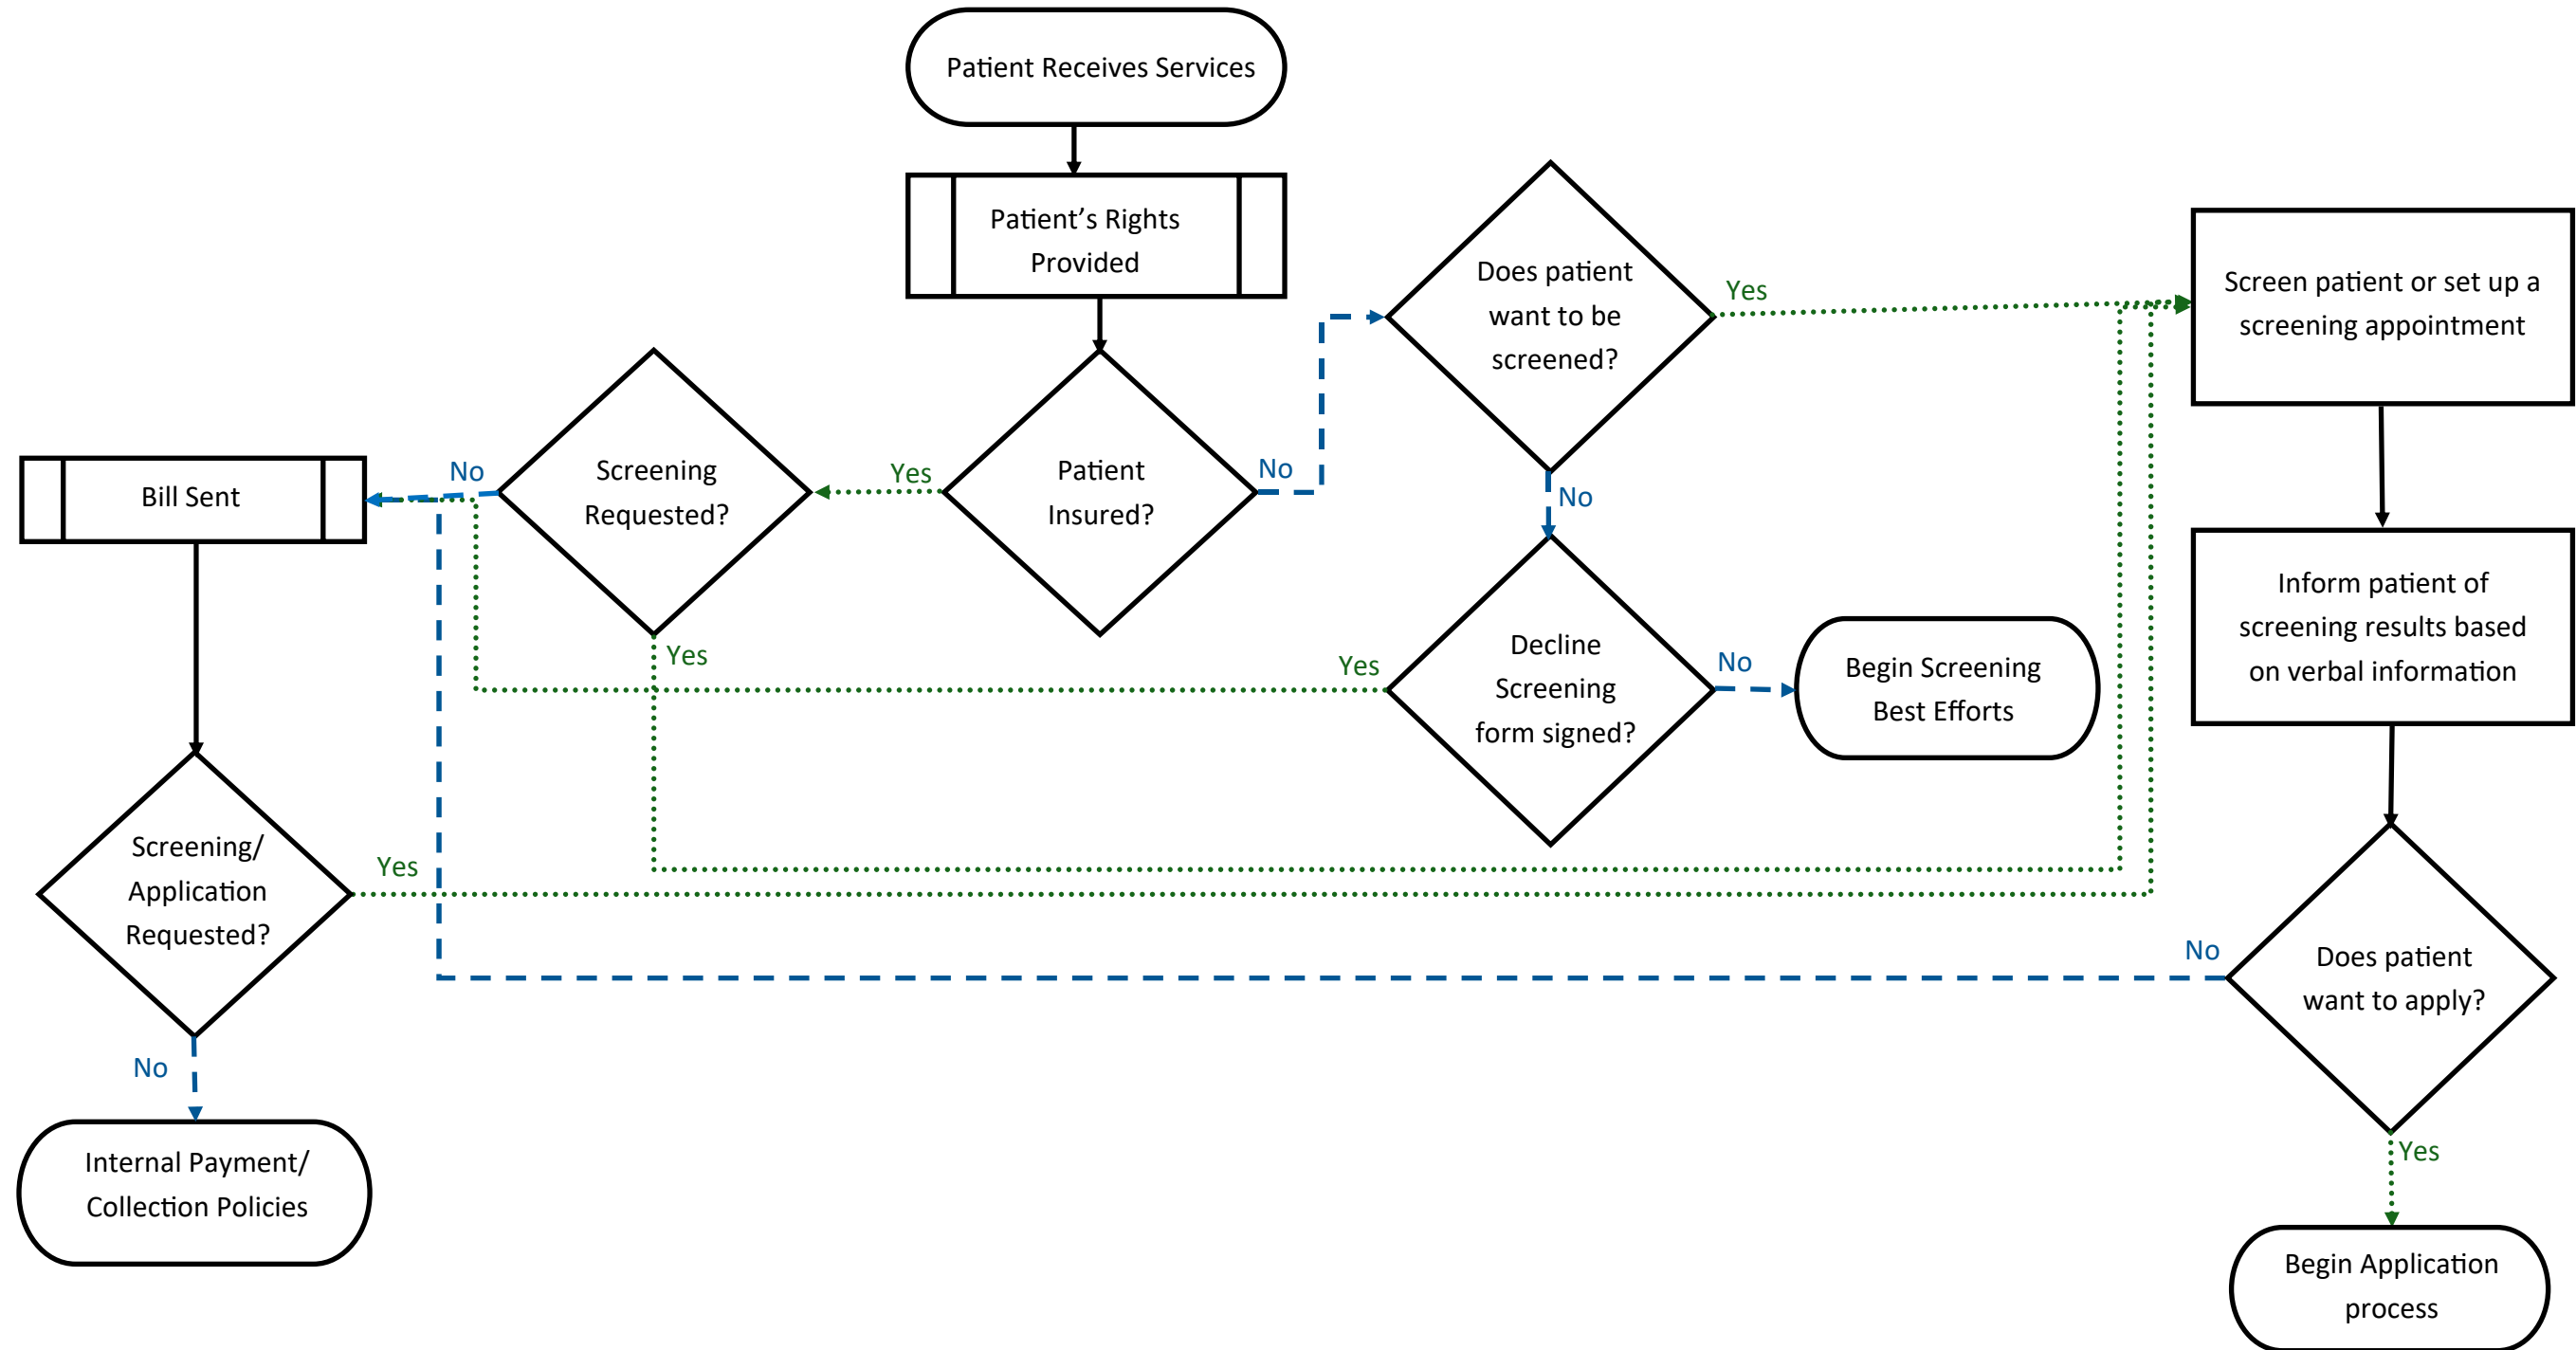 Patient Receives Services
Patient’s Rights
Provided
Does patient
want to be
screened?
Yes
Screen patient or set up a
screening appointment
No
Bill Sent
No
Screening
Requested?
Yes
Patient
Insured?
No
Yes
Inform patient of
screening results based
on verbal information
Decline
Screening
form signed?
Yes
No
Begin Screening
Best Efforts
Screening/
Application
Requested?
Yes
No
Does patient
want to apply?
No
Internal Payment/
Collection Policies
Yes
Begin Application
process